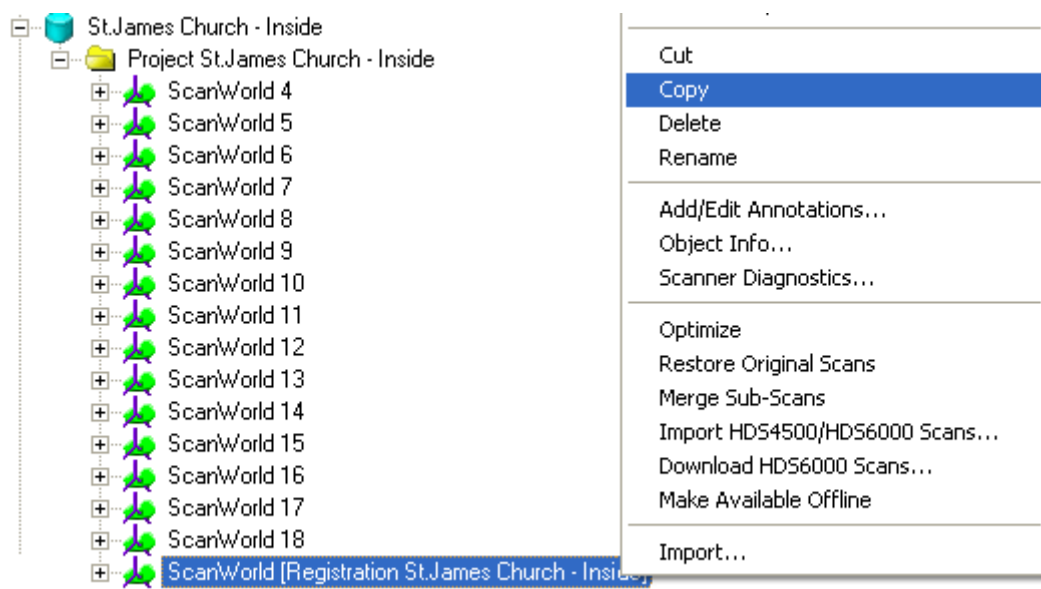 St.James Church - Inside
Project St.James Church - Inside
ScanWorld 4
ScanWorld 5
ScanWorld 6
ScanWorld 7
ScanWorld 8
ScanWorld 9
ScanWorld 10
ScanWorld 11
ScanWorld 12
ScanWorld 13
ScanWorld 14
ScanWorld 15
ScanWorld 16
ScanWorld 17
ScanWorld 18
ScanWorld [Registration St.James Church - Inside]
Cut
Copy
Delete
Rename
Add/Edit Annotations...
Object Info...
Scanner Diagnostics...
Optimize
Restore Original Scans
Merge Sub-Scans
Import HDS4500/HDS6000 Scans...
Download HDS6000 Scans...
Make Available Offline
Import...